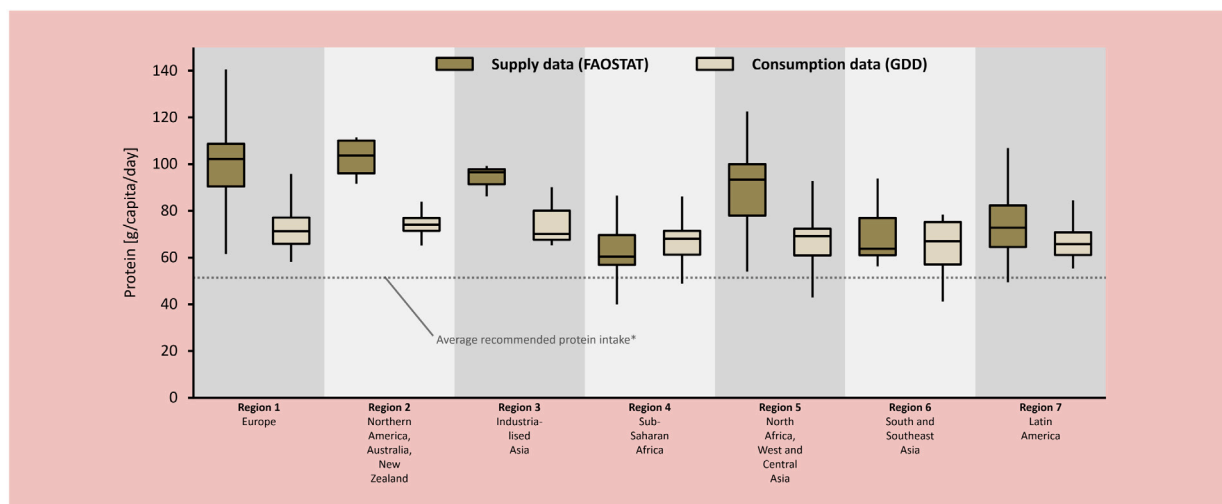 Supply data (FAOSTAT)
Consumption data (GDD)
Protein [g/capita/day]
140
120
100
80
60
40
20
0
Average recommended protein intake*
Region 1
Europe
Region 2
Northern
America,
Australia,
New
Zealand
Region 3
Industria-
lised
Asia
Region 4
Sub-
Saharan
Africa
Region 5
North
Africa,
West and
Central
Asia
Region 6
South and
Southeast
Asia
Region 7
Latin
America